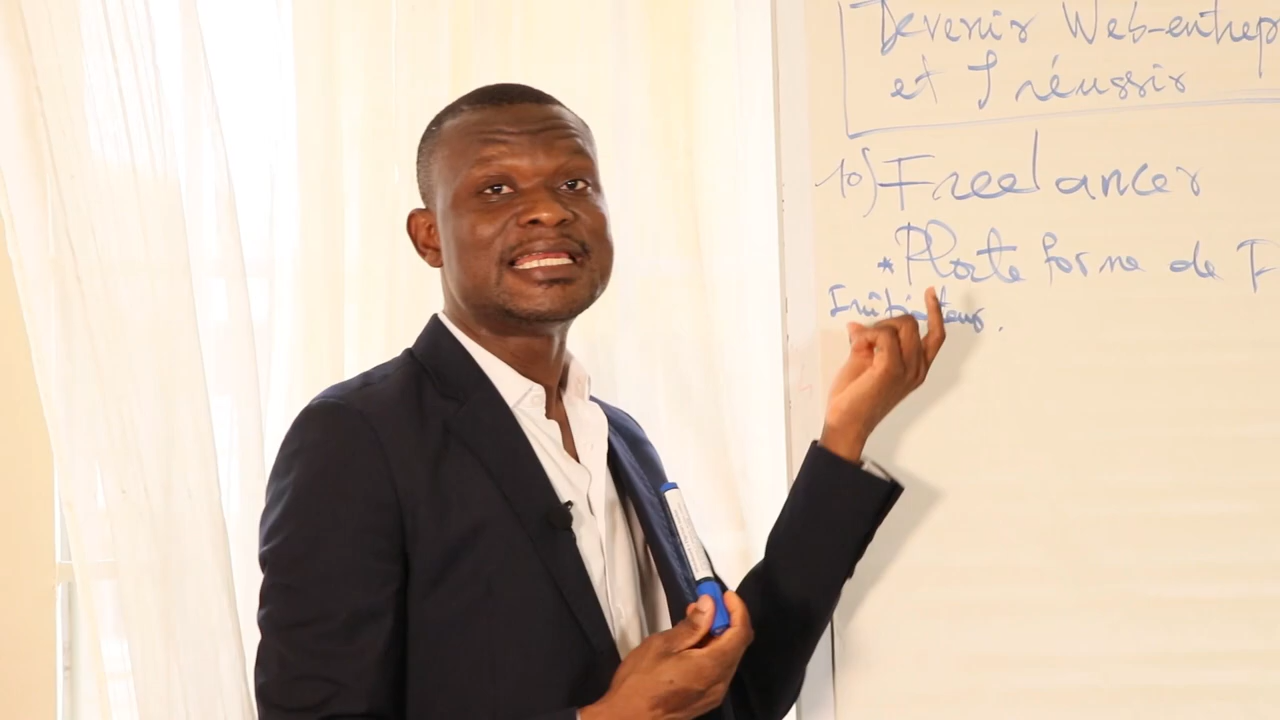 Devenir Web-entrep
et Y réussir
10) Freelancer
* Plate forme de F